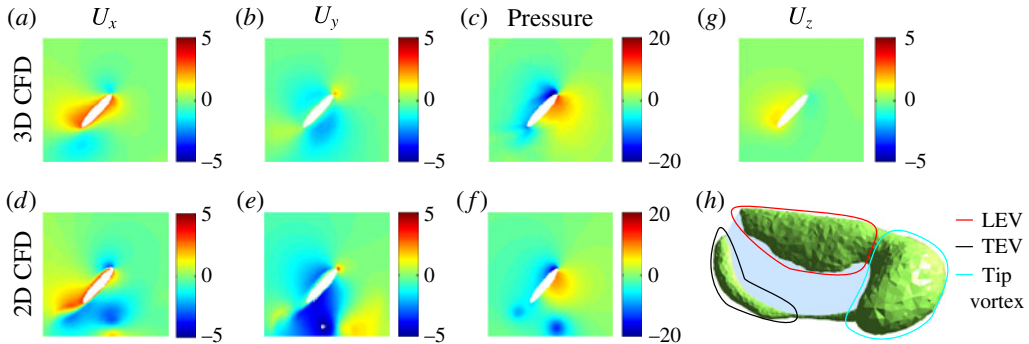 (a) Ux (b) Uy (c) Pressure (g) Uz
3D CFD
5 5 20 5
0 0 0 0
–5 –5 –20 –5
(d) (e) (f) (h)
2D CFD
5 5 20
0 0 0
–5 –5 –20
LEV
TEV
Tip
vortex